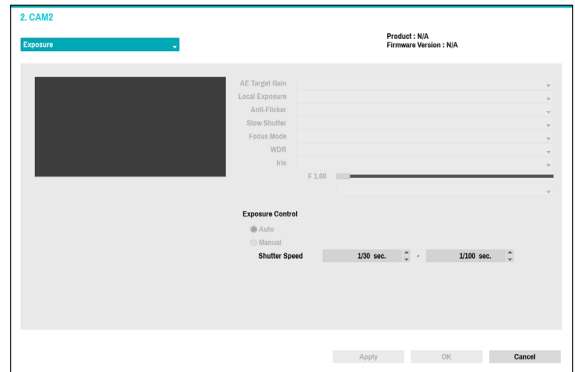 2. CAM2
Exposure
Product : N/A
Firmware Version : N/A
AE Target Gain
Local Exposure
Anti-Flicker
Slow Shutter
Focus Mode
WDR
Iris
F 1.60
Exposure Control
Auto
Manual
Shutter Speed 1/30 sec. - 1/100 sec.
Apply OK Cancel